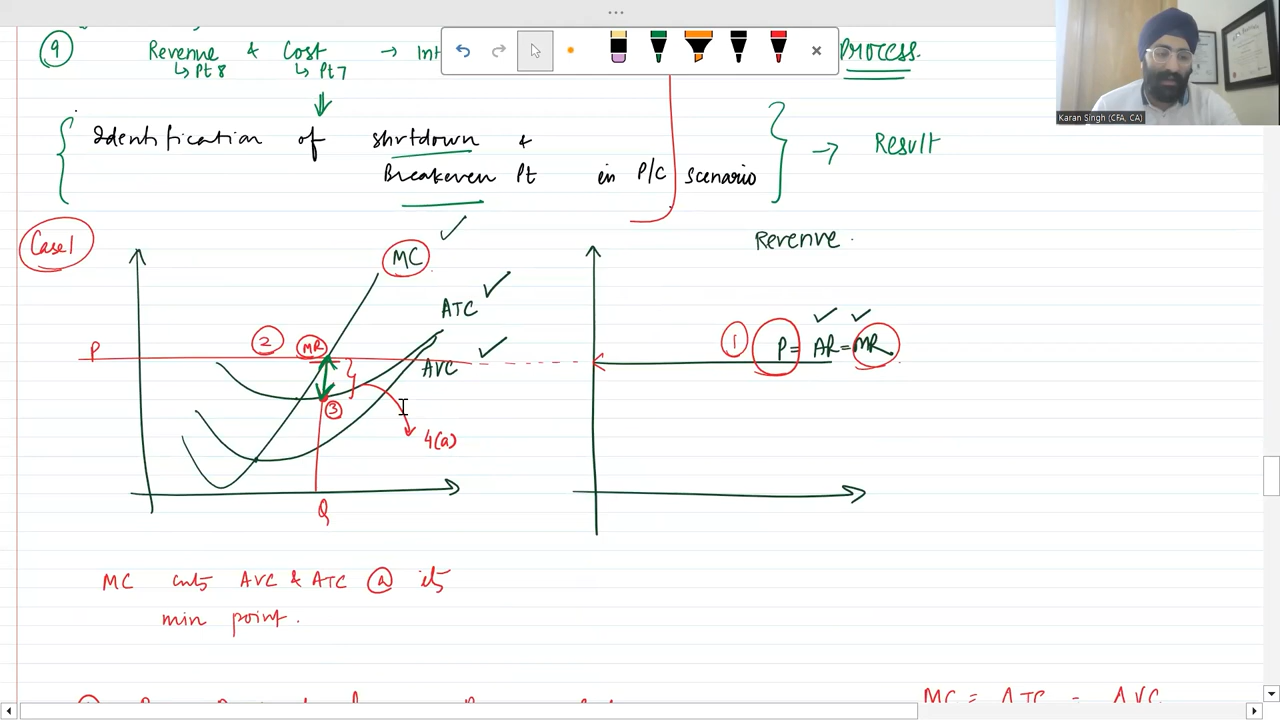 9 Revenue & Cost → Int PROCESS.
↳ Pt 8 ↳ Pt 7
Identification of Shutdown &
Breakeven Pt in P/C scenario → Result
Karan Singh (CFA, CA)
Case 1
MC
ATC
AVC
P
2
MR
3
4(a)
Q
Revenue.
1 P = AR = MR
MC cuts AVC & ATC @ its
min point.
MC = ATC = AVC